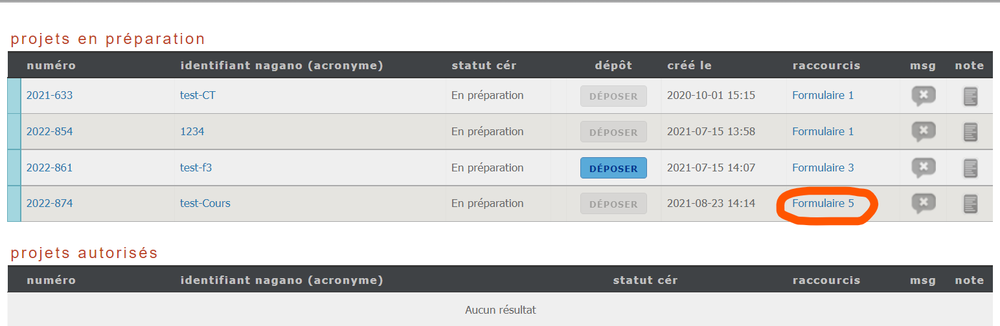 projets en préparation
numéro identifiant nagano (acronyme) statut cér dépôt créé le raccourcis msg note
2021-633 test-CT En préparation DÉPOSER 2020-10-01 15:15 Formulaire 1
2022-854 1234 En préparation DÉPOSER 2021-07-15 13:58 Formulaire 1
2022-861 test-f3 En préparation DÉPOSER 2021-07-15 14:07 Formulaire 3
2022-874 test-Cours En préparation DÉPOSER 2021-08-23 14:14 Formulaire 5
projets autorisés
numéro identifiant nagano (acronyme) statut cér raccourcis msg note
Aucun résultat